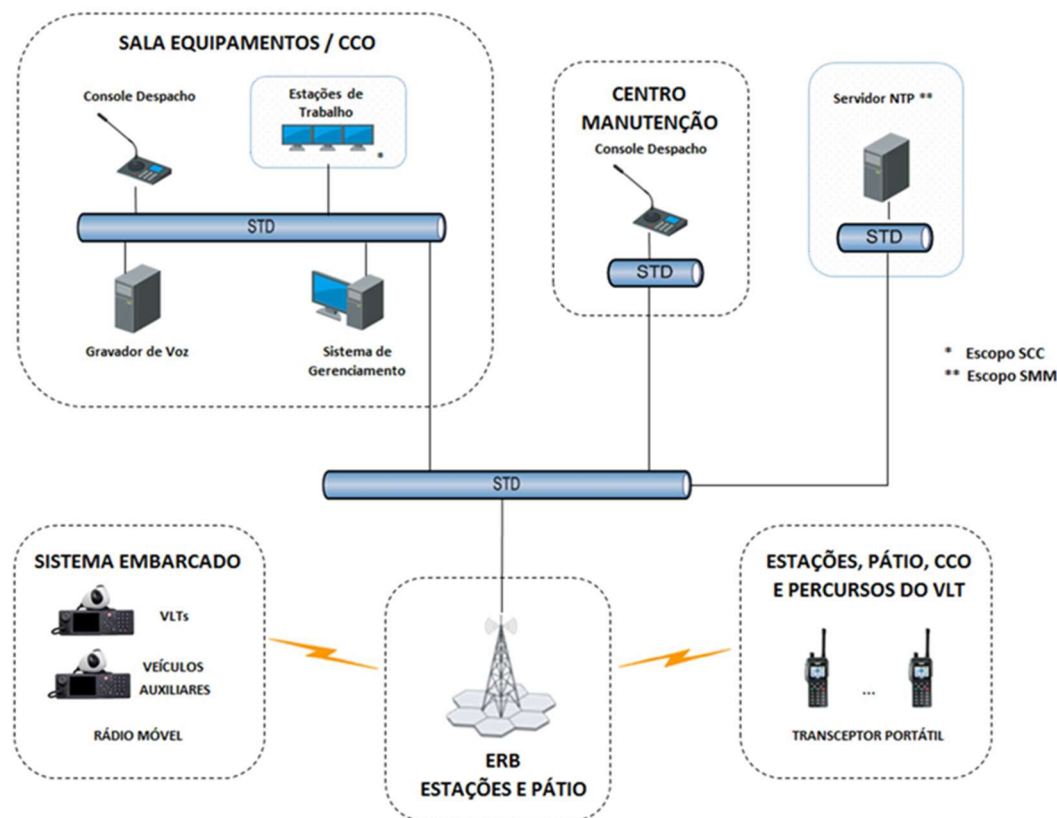 SALA EQUIPAMENTOS / CCO
Console Despacho
Estações de
Trabalho
*
STD
Gravador de Voz
Sistema de
Gerenciamento
CENTRO
MANUTENÇÃO
Console Despacho
STD
Servidor NTP **
STD
* Escopo SCC
** Escopo SMM
STD
SISTEMA EMBARCADO
VLTs
VEÍCULOS
AUXILIARES
RÁDIO MÓVEL
ERB
ESTAÇÕES E PÁTIO
ESTAÇÕES, PÁTIO, CCO
E PERCURSOS DO VLT
...
TRANSCEPTOR PORTÁTIL